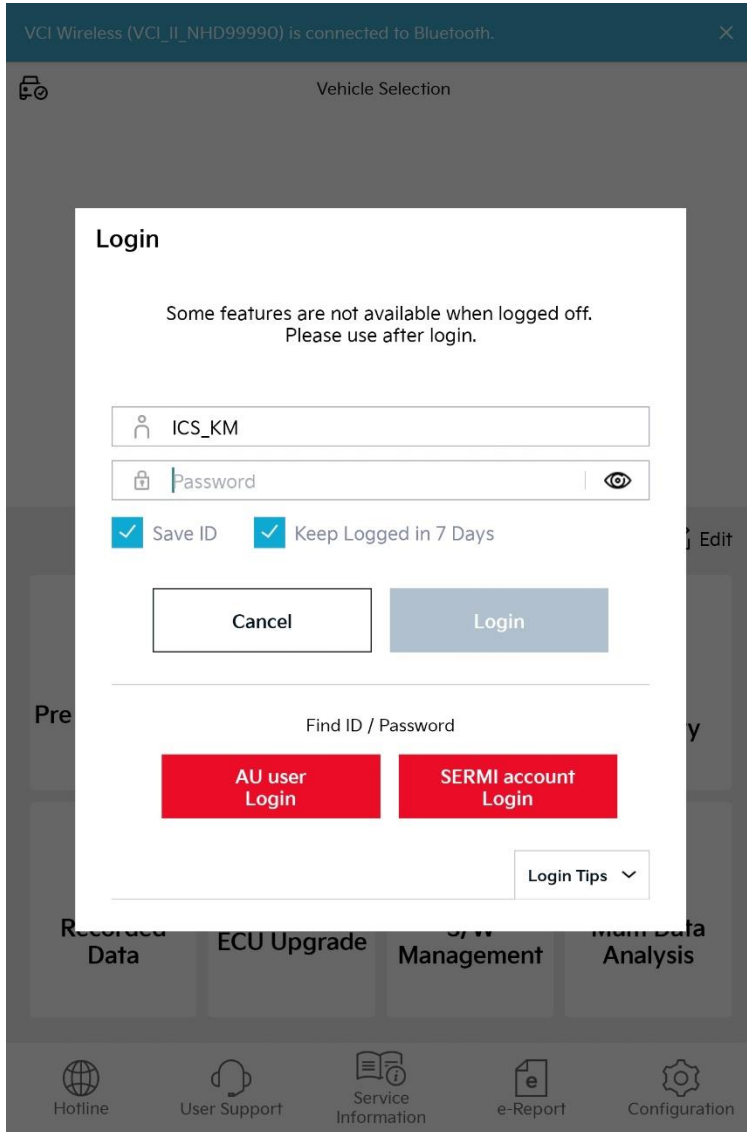 VCI Wireless (VCI_II_NHD99990) is connected to Bluetooth.
Vehicle Selection
Login
Some features are not available when logged off.
Please use after login.
ICS_KM
Password
Save ID
Keep Logged in 7 Days
Edit
Cancel
Login
Pre
y
Find ID / Password
AU user
Login
SERMI account
Login
Login Tips
Data
ECU Upgrade
Management
Analysis
Hotline
User Support
Service
Information
e-Report
Configuration